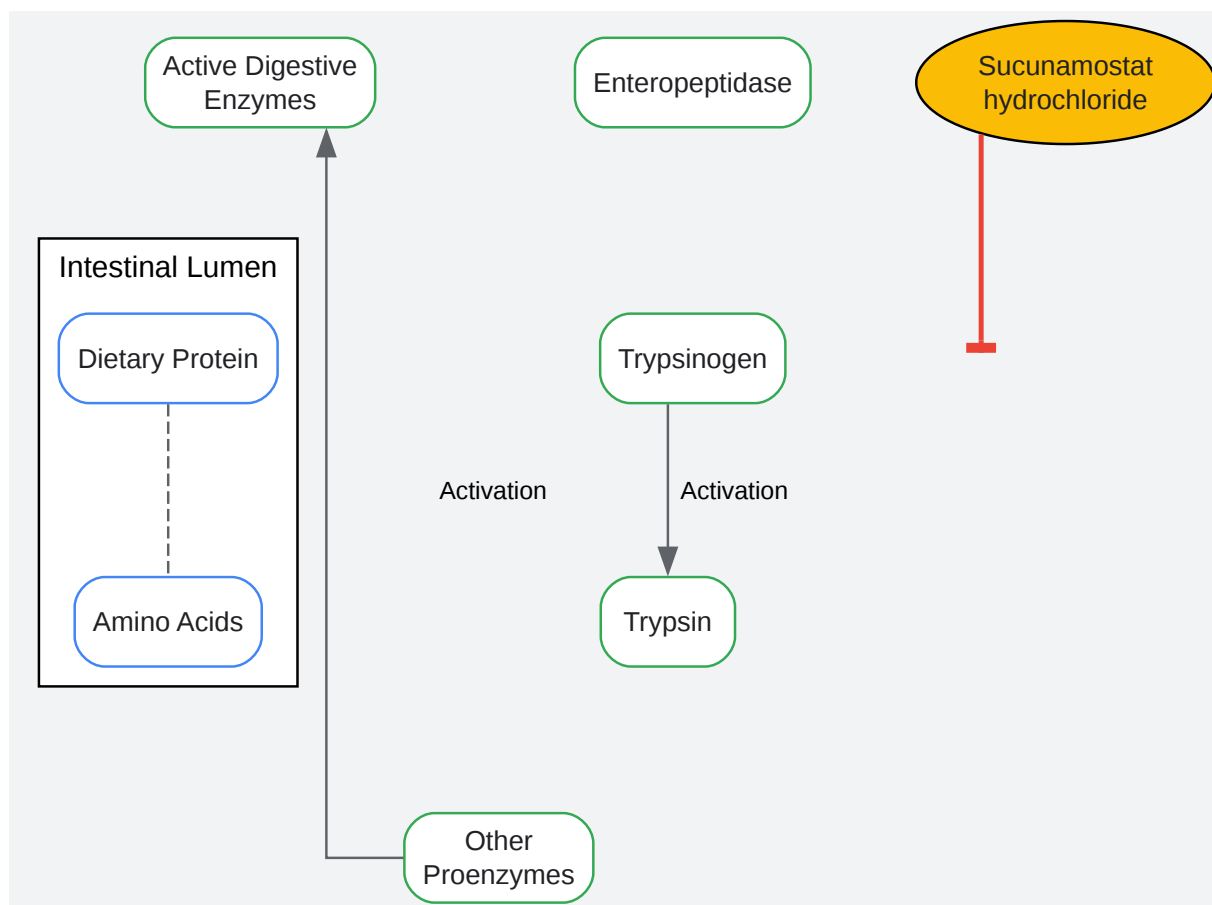 Active Digestive
Enzymes
Enteropeptidase
Sucunamostat
hydrochloride
Intestinal Lumen
Dietary Protein
Trypsinogen
Activation
Activation
Amino Acids
Trypsin
Other
Proenzymes